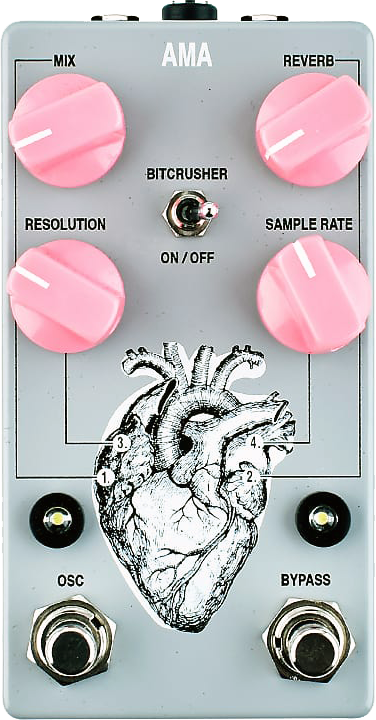 AMA
MIX
REVERB
BITCRUSHER
RESOLUTION
SAMPLE RATE
ON / OFF
3.
4.
1.
2
OSC
BYPASS